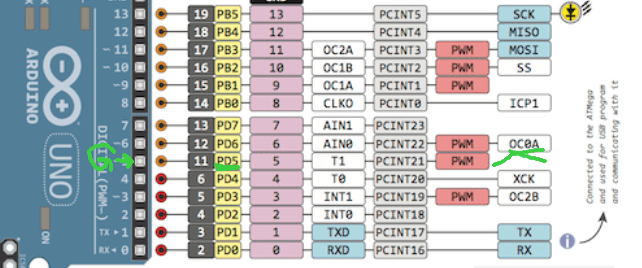 13 19 PB5 13 PCINT5 SCK
12 18 PB4 12 PCINT4 MISO
~11 17 PB3 11 OC2A PCINT3 PWM MOSI
~10 16 PB2 10 OC1B PCINT2 PWM SS
~9 15 PB1 9 OC1A PCINT1 PWM
8 14 PB0 8 CLKO PCINT0 ICP1
7 13 PD7 7 AIN1 PCINT23
~6 12 PD6 6 AIN0 PCINT22 PWM OC0A
11 PD5 5 T1 PCINT21 PWM
4 6 PD4 4 T0 PCINT20 XCK
~3 5 PD3 3 INT1 PCINT19 PWM OC2B
2 4 PD2 2 INT0 PCINT18
TX 1 3 PD1 1 TXD PCINT17 TX
RX 0 2 PD0 0 RXD PCINT16 RX
ARDUINO
UNO
DIGITAL (PWM~)
ON
Connected to the ATMega
and used for USB program
and communicating with it
i